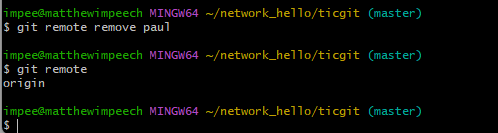 impee@matthewimpeech MINGW64 ~/network_hello/ticgit (master)
$ git remote remove paul
impee@matthewimpeech MINGW64 ~/network_hello/ticgit (master)
$ git remote
origin
impee@matthewimpeech MINGW64 ~/network_hello/ticgit (master)
$